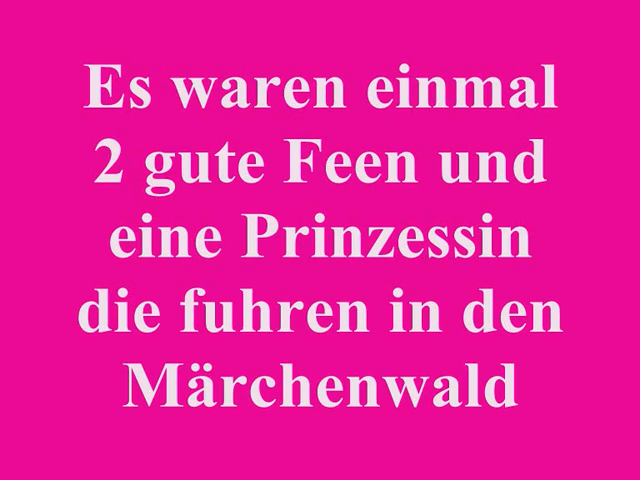 Es waren einmal
2 gute Feen und
eine Prinzessin
die fuhren in den
Märchenwald